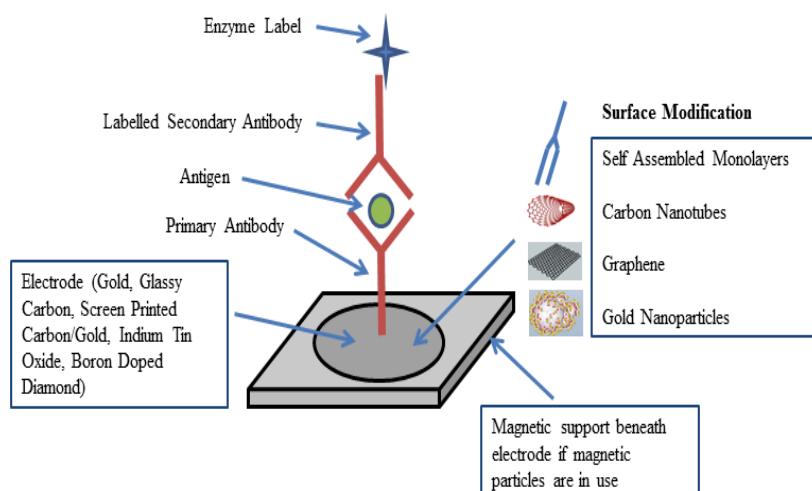 Enzyme Label
Labelled Secondary Antibody
Antigen
Primary Antibody
Electrode (Gold, Glassy
Carbon, Screen Printed
Carbon/Gold, Indium Tin
Oxide, Boron Doped
Diamond)
Surface Modification
Self Assembled Monolayers
Carbon Nanotubes
Graphene
Gold Nanoparticles
Magnetic support beneath
electrode if magnetic
particles are in use